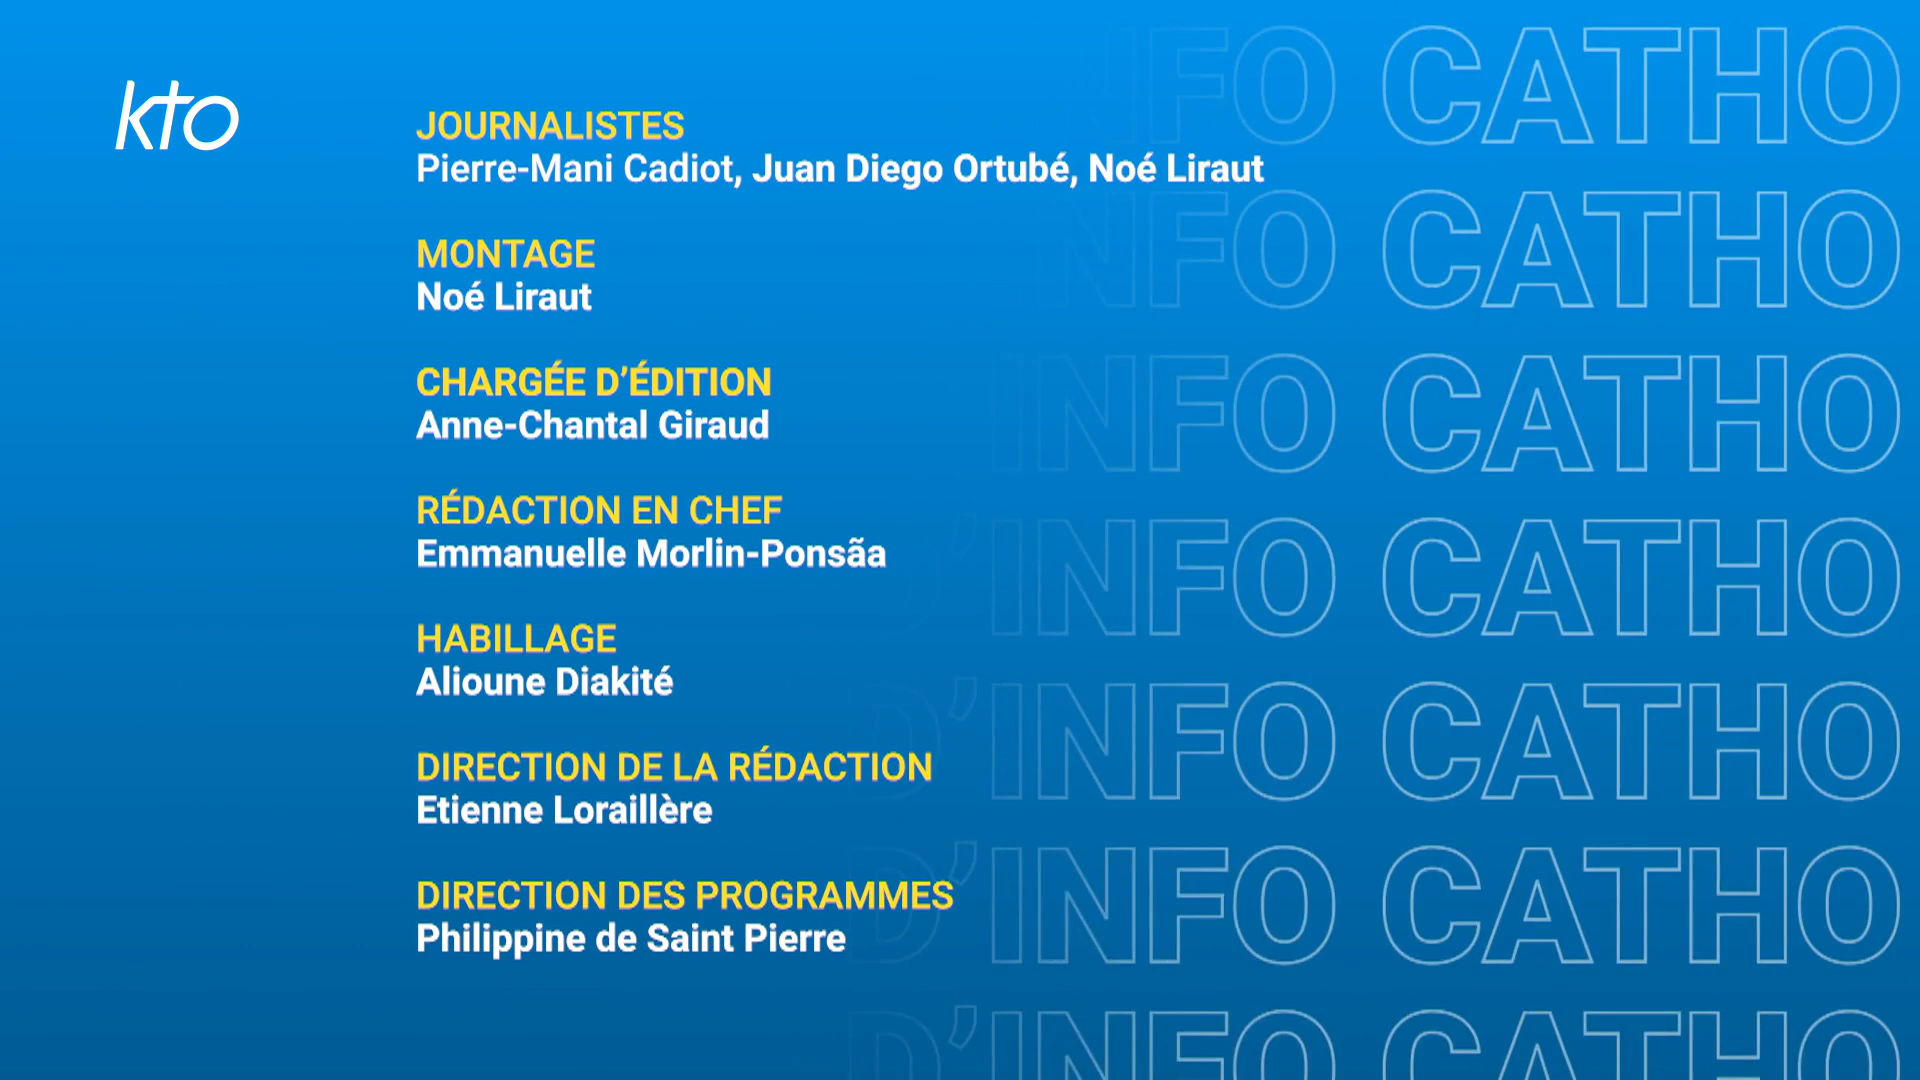 kto
JOURNALISTES
Pierre-Mani Cadiot, Juan Diego Ortubé, Noé Liraut
MONTAGE
Noé Liraut
CHARGÉE D’ÉDITION
Anne-Chantal Giraud
RÉDACTION EN CHEF
Emmanuelle Morlin-Ponsãa
HABILLAGE
Alioune Diakité
DIRECTION DE LA RÉDACTION
Etienne Loraillère
DIRECTION DES PROGRAMMES
Philippine de Saint Pierre
NFO CATHO
NFO CATHO
INFO CATHO
D’INFO CATHO
D’INFO CATHO
D’INFO CATHO
D’INFO CATHO